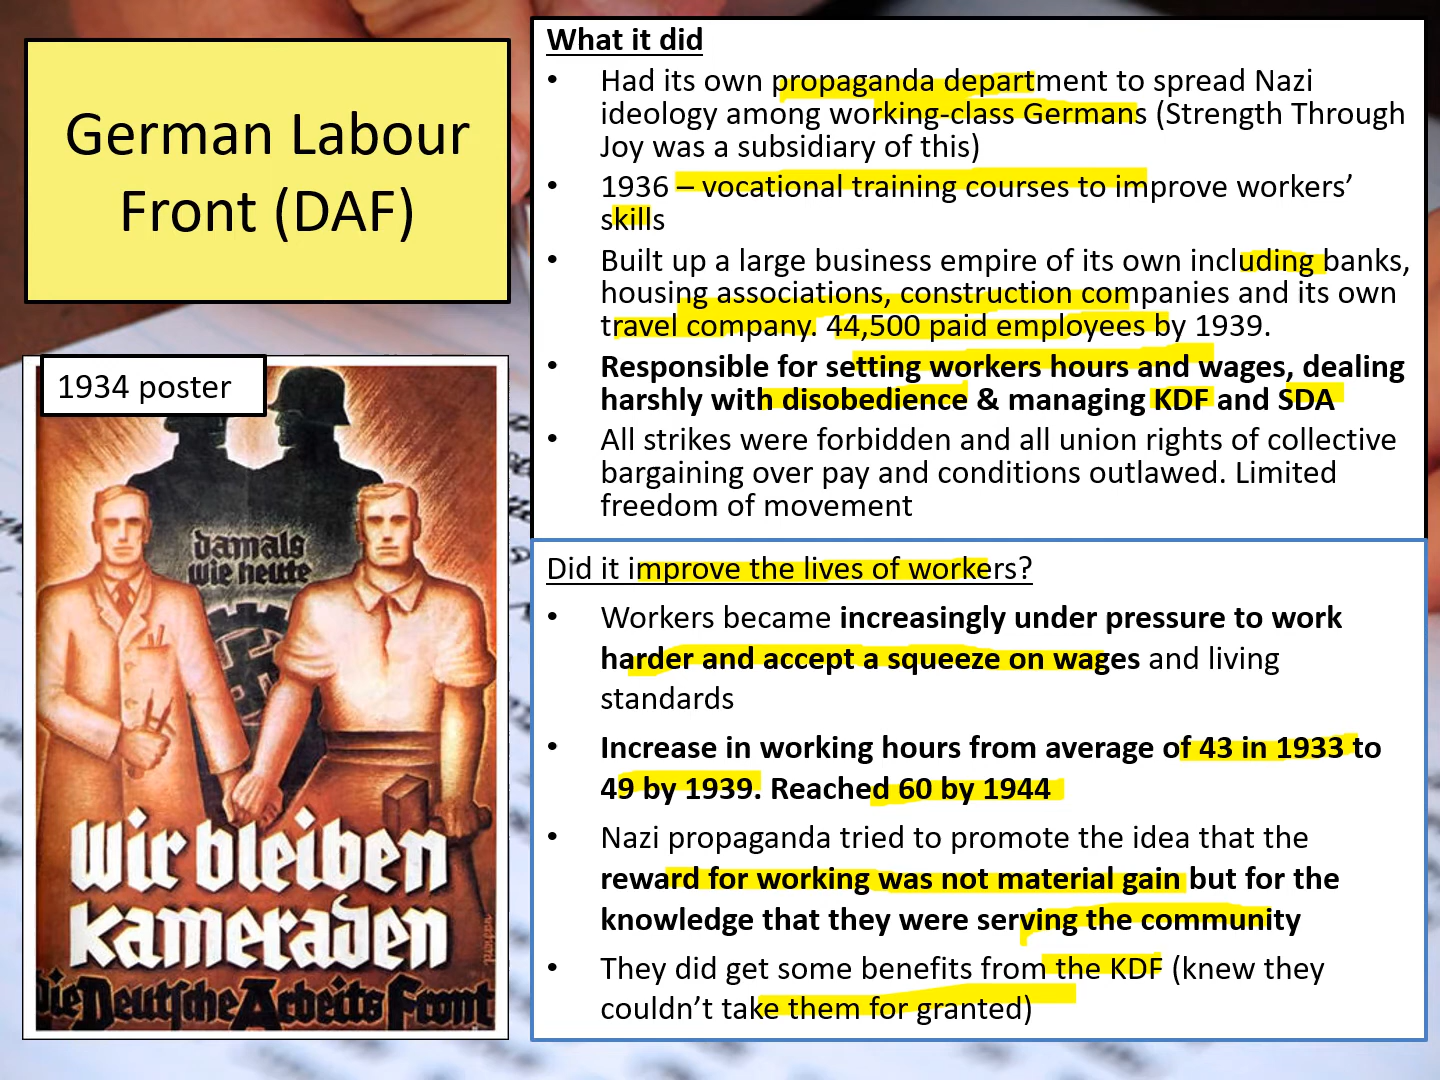 German Labour
Front (DAF)
1934 poster
damals
wie heute
Wir bleiben
kameraden
die Deutsche Arbeits Front
What it did
• Had its own propaganda department to spread Nazi
ideology among working-class Germans (Strength Through
Joy was a subsidiary of this)
• 1936 – vocational training courses to improve workers’
skills
• Built up a large business empire of its own including banks,
housing associations, construction companies and its own
travel company. 44,500 paid employees by 1939.
• Responsible for setting workers hours and wages, dealing
harshly with disobedience & managing KDF and SDA
• All strikes were forbidden and all union rights of collective
bargaining over pay and conditions outlawed. Limited
freedom of movement
Did it improve the lives of workers?
• Workers became increasingly under pressure to work
harder and accept a squeeze on wages and living
standards
• Increase in working hours from average of 43 in 1933 to
49 by 1939. Reached 60 by 1944
• Nazi propaganda tried to promote the idea that the
reward for working was not material gain but for the
knowledge that they were serving the community
• They did get some benefits from the KDF (knew they
couldn’t take them for granted)